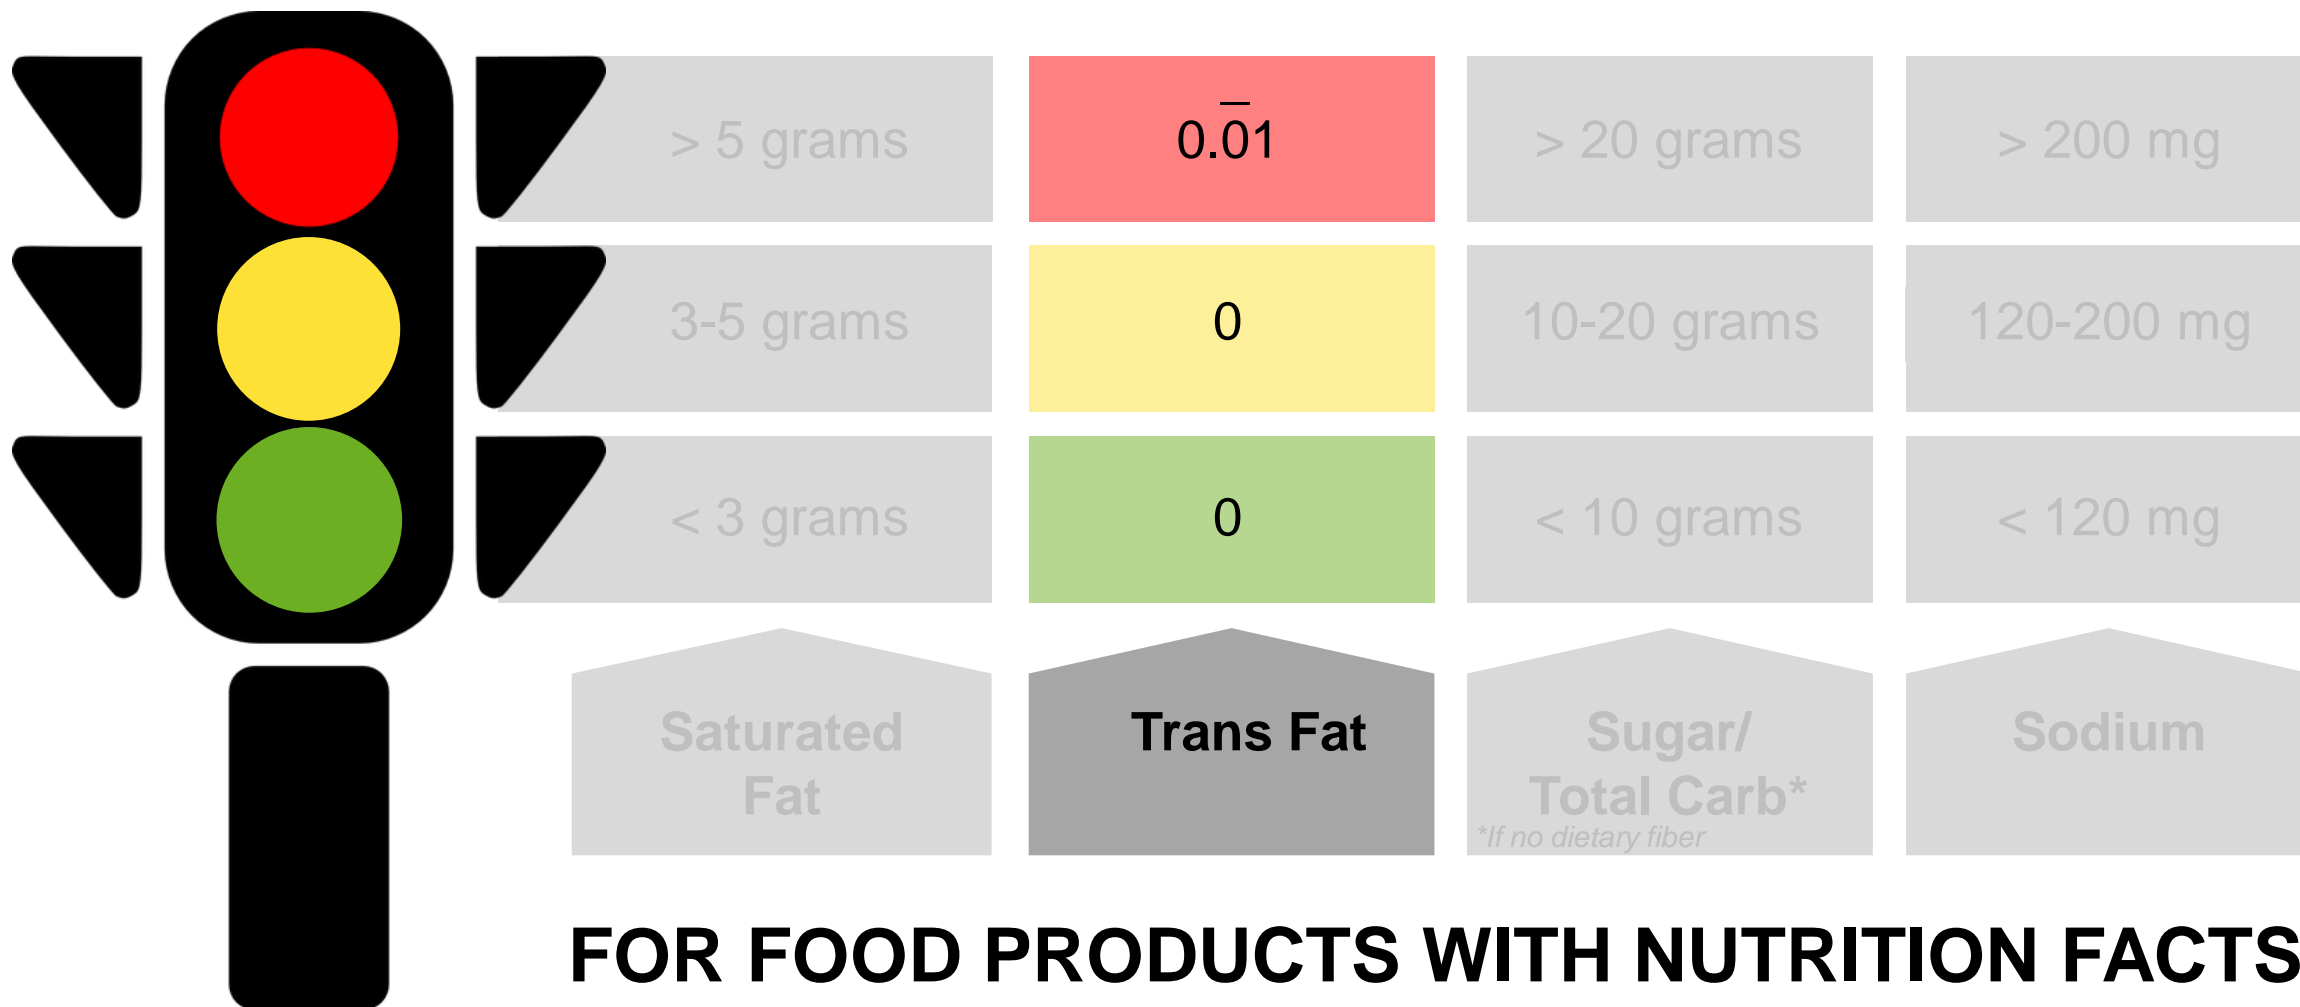 > 5 grams 0.0̅1 > 20 grams > 200 mg
3-5 grams 0 10-20 grams 120-200 mg
< 3 grams 0 < 10 grams < 120 mg
Saturated Trans Fat Sugar/ Sodium
Fat Total Carb*
*If no dietary fiber
FOR FOOD PRODUCTS WITH NUTRITION FACTS